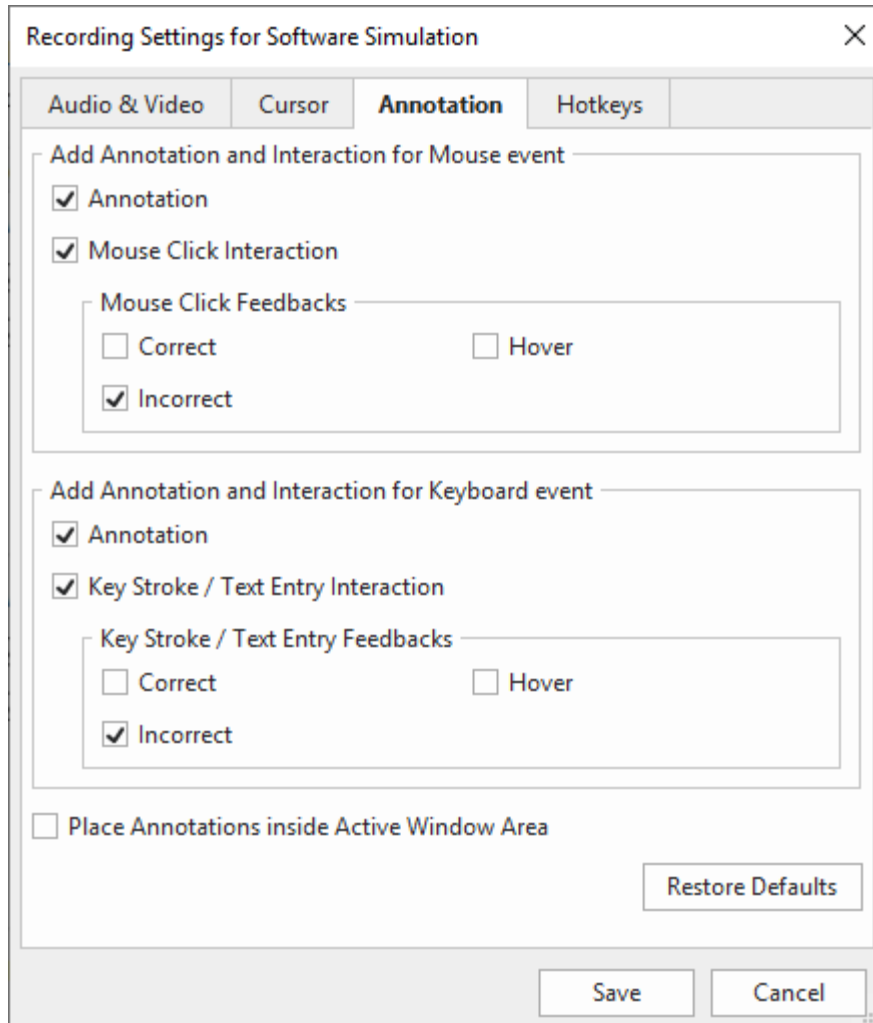 Recording Settings for Software Simulation
Audio & Video Cursor Annotation Hotkeys
Add Annotation and Interaction for Mouse event
Annotation
Mouse Click Interaction
Mouse Click Feedbacks
Correct Hover
Incorrect
Add Annotation and Interaction for Keyboard event
Annotation
Key Stroke / Text Entry Interaction
Key Stroke / Text Entry Feedbacks
Correct Hover
Incorrect
Place Annotations inside Active Window Area
Restore Defaults
Save Cancel